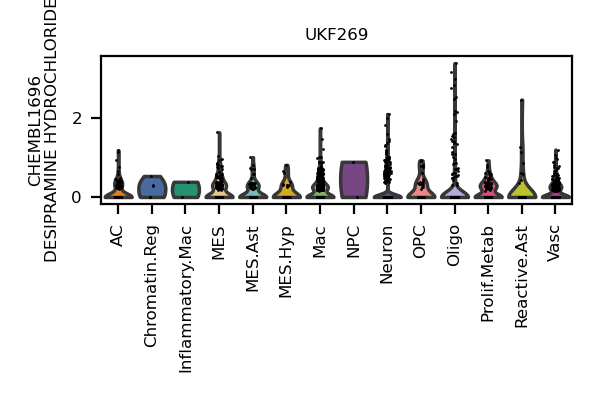 UKF269
CHEMBL1696
DESIPRAMINE HYDROCHLORIDE
2
0
AC
Chromatin.Reg
Inflammatory.Mac
MES
MES.Ast
MES.Hyp
Mac
NPC
Neuron
OPC
Oligo
Prolif.Metab
Reactive.Ast
Vasc